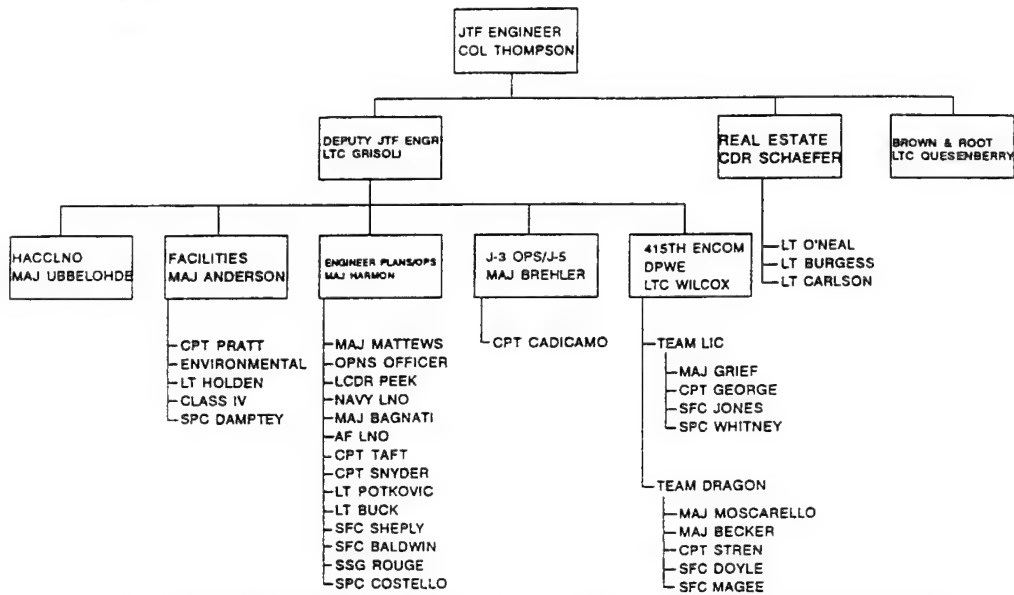 JTF ENGINEER
COL THOMPSON
DEPUTY JTF ENGR
LTC GRISOLI
REAL ESTATE
CDR SCHAEFER
BROWN & ROOT
LTC QUESENBERRY
HACCLNO
MAJ UBBELOHDE
FACILITIES
MAJ ANDERSON
ENGINEER PLANS/OPS
MAJ HARMON
J-3 OPS/J-5
MAJ BREHLER
415TH ENCOM
DPWE
LTC WILCOX
LT O'NEAL
LT BURGESS
LT CARLSON
CPT PRATT
ENVIRONMENTAL
LT HOLDEN
CLASS IV
SPC DAMPTEY
MAJ MATTEWS
OPNS OFFICER
LCDR PEEK
NAVY LNO
MAJ BAGNATI
AF LNO
CPT TAFT
CPT SNYDER
LT POTKOVIC
LT BUCK
SFC SHEPLY
SFC BALDWIN
SSG ROUGE
SPC COSTELLO
CPT CADICAMO
TEAM LIC
MAJ GRIEF
CPT GEORGE
SFC JONES
SPC WHITNEY
TEAM DRAGON
MAJ MOSCARELLO
MAJ BECKER
CPT STREN
SFC DOYLE
SFC MAGEE